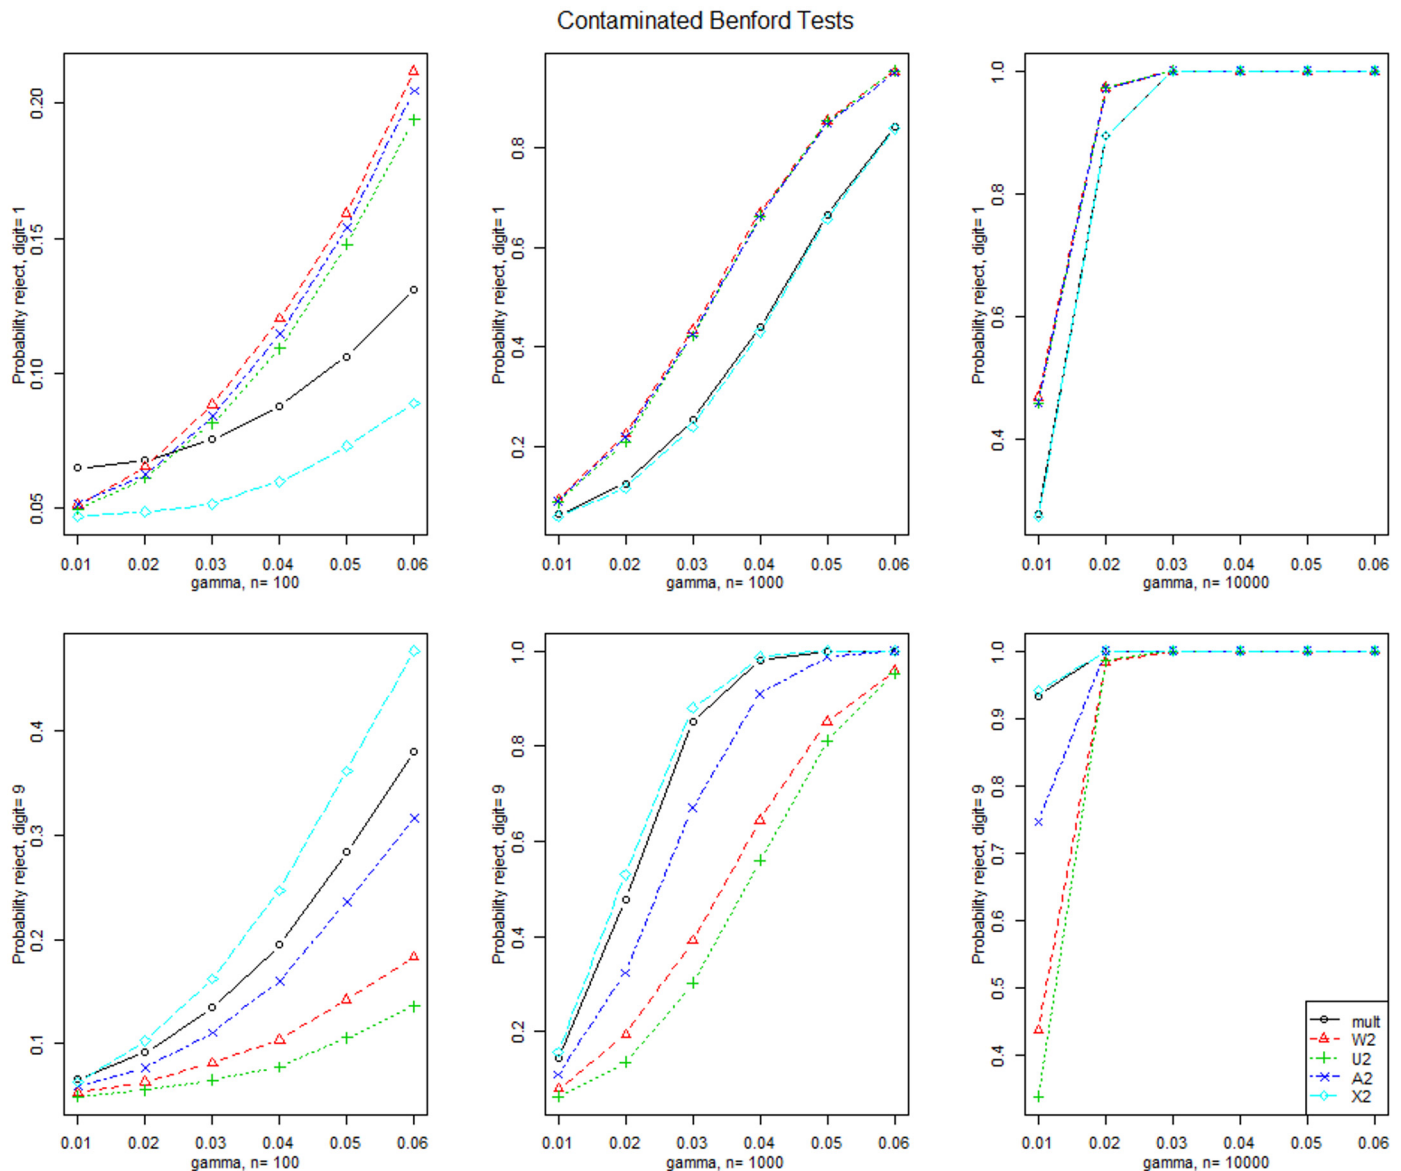 Contaminated Benford Tests
Probability reject, digit= 1
0.05 0.10 0.15 0.20
0.01 0.02 0.03 0.04 0.05 0.06
gamma, n= 100
Probability reject, digit= 1
0.2 0.4 0.6 0.8
0.01 0.02 0.03 0.04 0.05 0.06
gamma, n= 1000
Probability reject, digit= 1
0.4 0.6 0.8 1.0
0.01 0.02 0.03 0.04 0.05 0.06
gamma, n= 10000
Probability reject, digit= 9
0.1 0.2 0.3 0.4
0.01 0.02 0.03 0.04 0.05 0.06
gamma, n= 100
Probability reject, digit= 9
0.2 0.4 0.6 0.8 1.0
0.01 0.02 0.03 0.04 0.05 0.06
gamma, n= 1000
Probability reject, digit= 9
0.4 0.5 0.6 0.7 0.8 0.9 1.0
mult
W2
U2
A2
X2
0.01 0.02 0.03 0.04 0.05 0.06
gamma, n= 10000